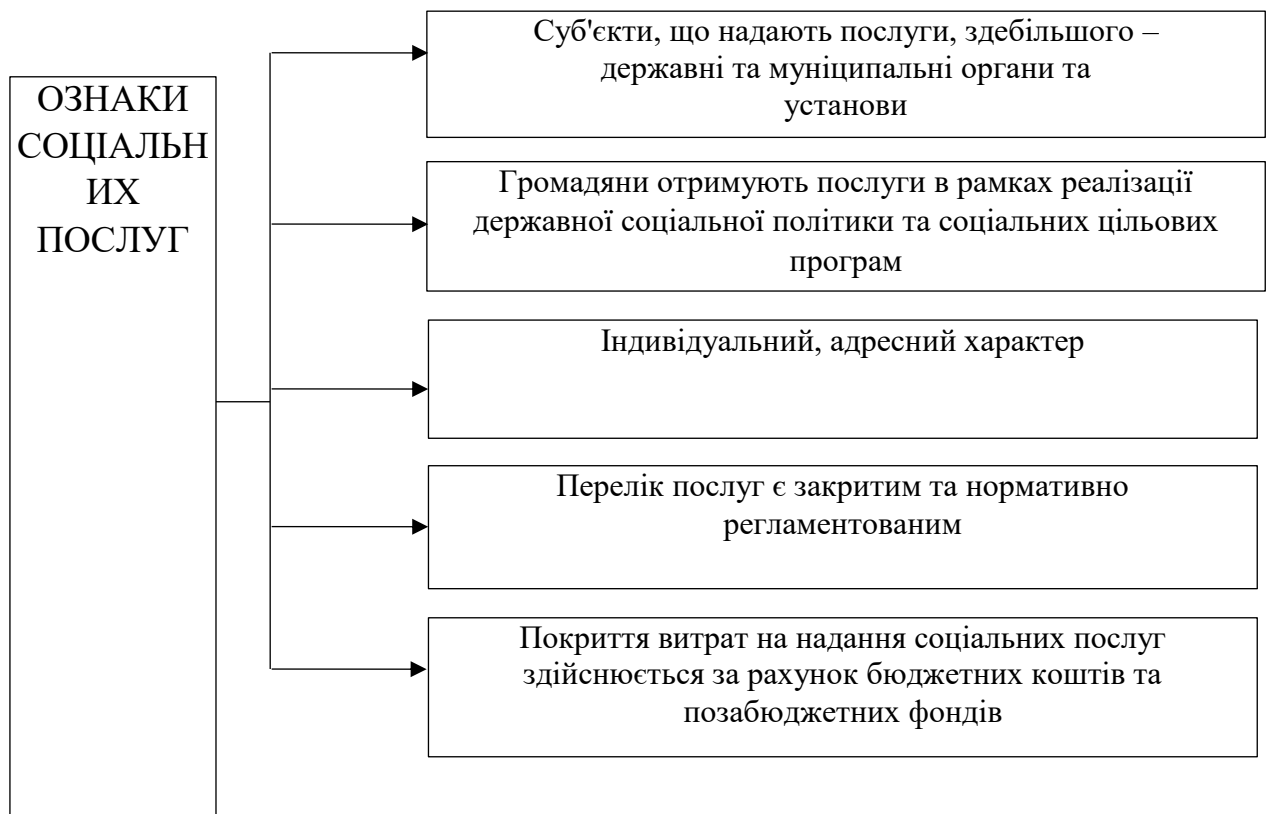 ОЗНАКИ
СОЦІАЛЬН
ИХ
ПОСЛУГ
Суб'єкти, що надають послуги, здебільшого –
державні та муніципальні органи та
установи
Громадяни отримують послуги в рамках реалізації
державної соціальної політики та соціальних цільових
програм
Індивідуальний, адресний характер
Перелік послуг є закритим та нормативно
регламентованим
Покриття витрат на надання соціальних послуг
здійснюється за рахунок бюджетних коштів та
позабюджетних фондів